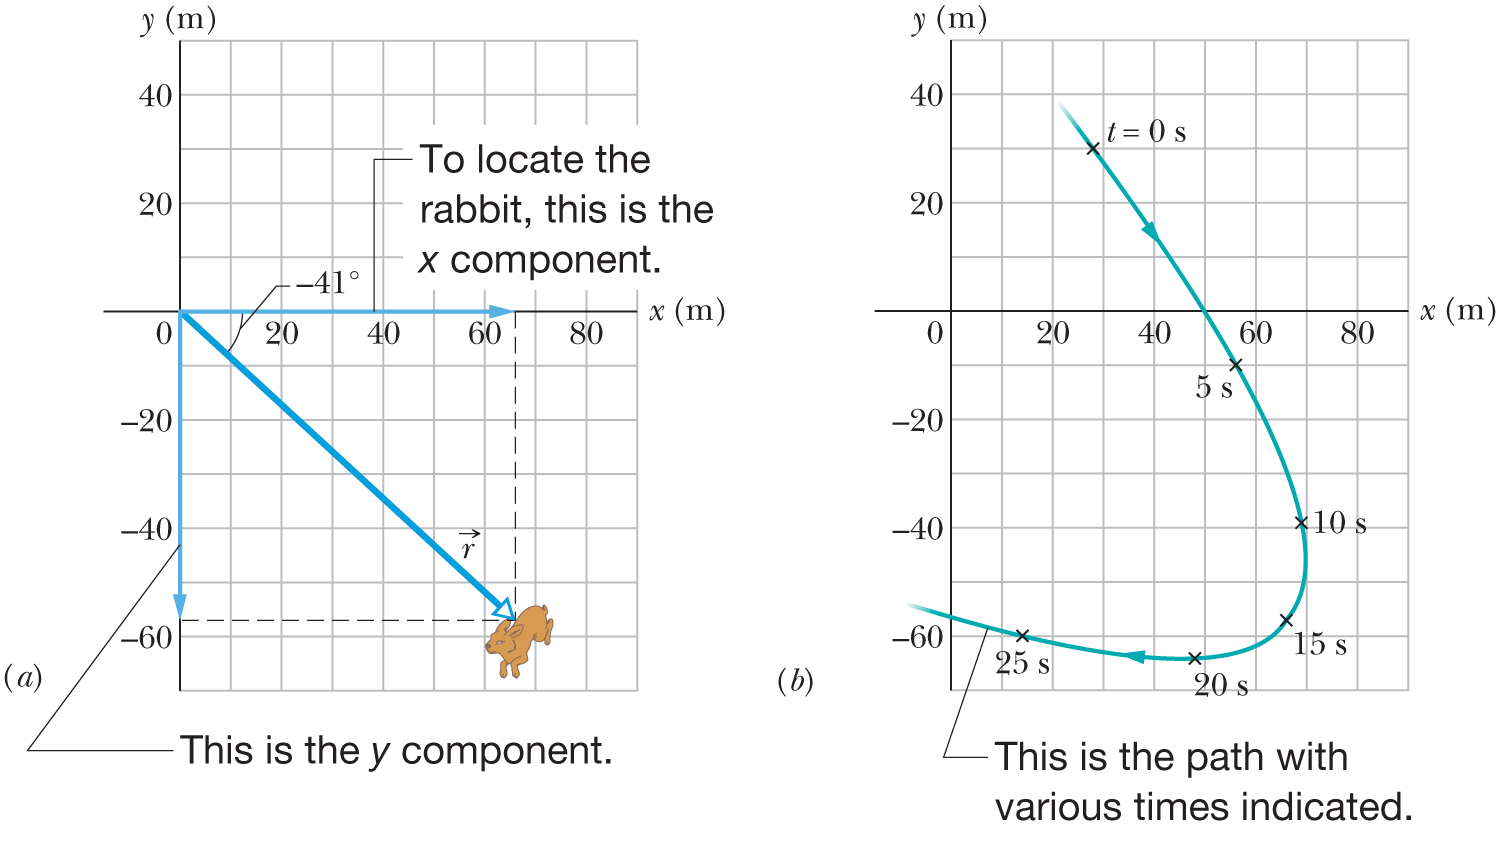 y (m)
40
20
0
20
40
60
80
x (m)
–20
–40
–60
–41°
To locate the
rabbit, this is the
x component.
r⃗
(a)
This is the y component.
y (m)
40
20
0
20
40
60
80
x (m)
–20
–40
–60
t = 0 s
5 s
10 s
15 s
20 s
25 s
(b)
This is the path with
various times indicated.